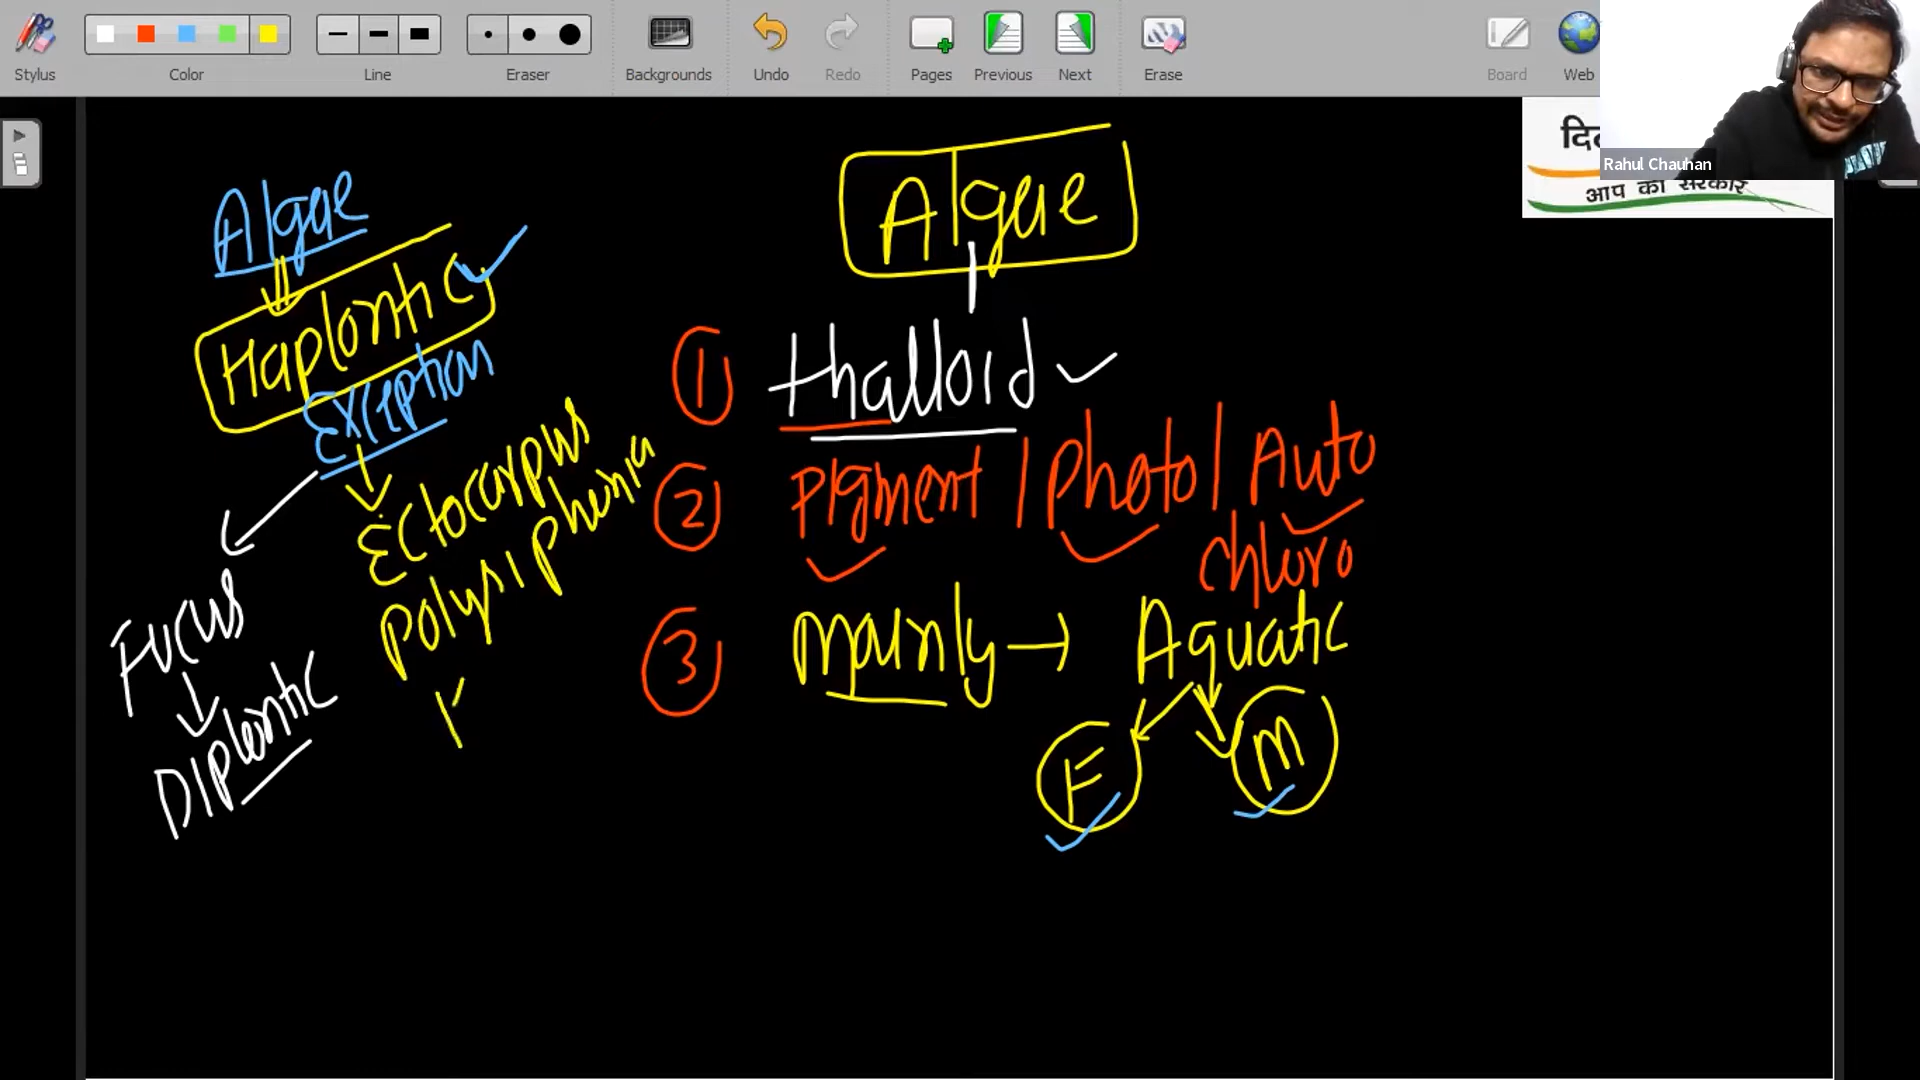 Stylus
Color
Line
Eraser
Backgrounds
Undo
Redo
Pages
Previous
Next
Erase
Board
Web
Rahul Chauhan
आप की सरकार
Algae
Haplontic
Exception
Ectocarpus
Polysiphonia
K
Fucus
Diplontic
Algae
1 thalloid
2 Pigment | Photo | Auto
chloro
3 Mainly → Aquatic
F M